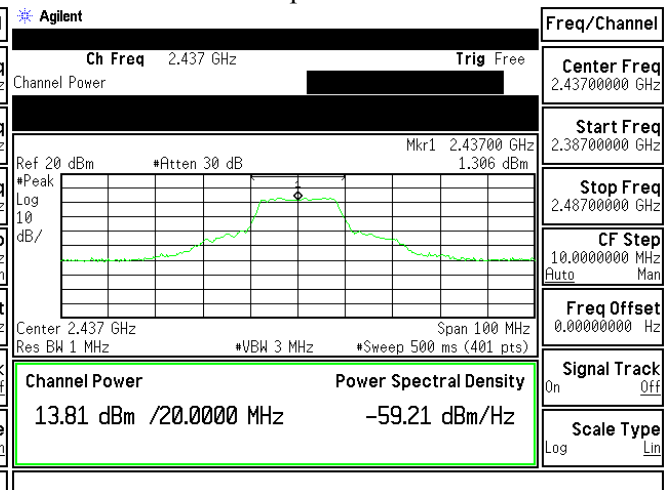 Agilent
Freq/Channel
Ch Freq 2.437 GHz Trig Free
Channel Power
Center Freq
2.43700000 GHz
Start Freq
2.38700000 GHz
Stop Freq
2.48700000 GHz
CF Step
10.0000000 MHz
Auto Man
Freq Offset
0.00000000 Hz
Signal Track
On Off
Scale Type
Log Lin
Mkr1 2.43700 GHz
Ref 20 dBm #Atten 30 dB 1.306 dBm
#Peak
Log
10
dB/
1
Center 2.437 GHz Span 100 MHz
Res BW 1 MHz #VBW 3 MHz #Sweep 500 ms (401 pts)
Channel Power Power Spectral Density
13.81 dBm /20.0000 MHz -59.21 dBm/Hz